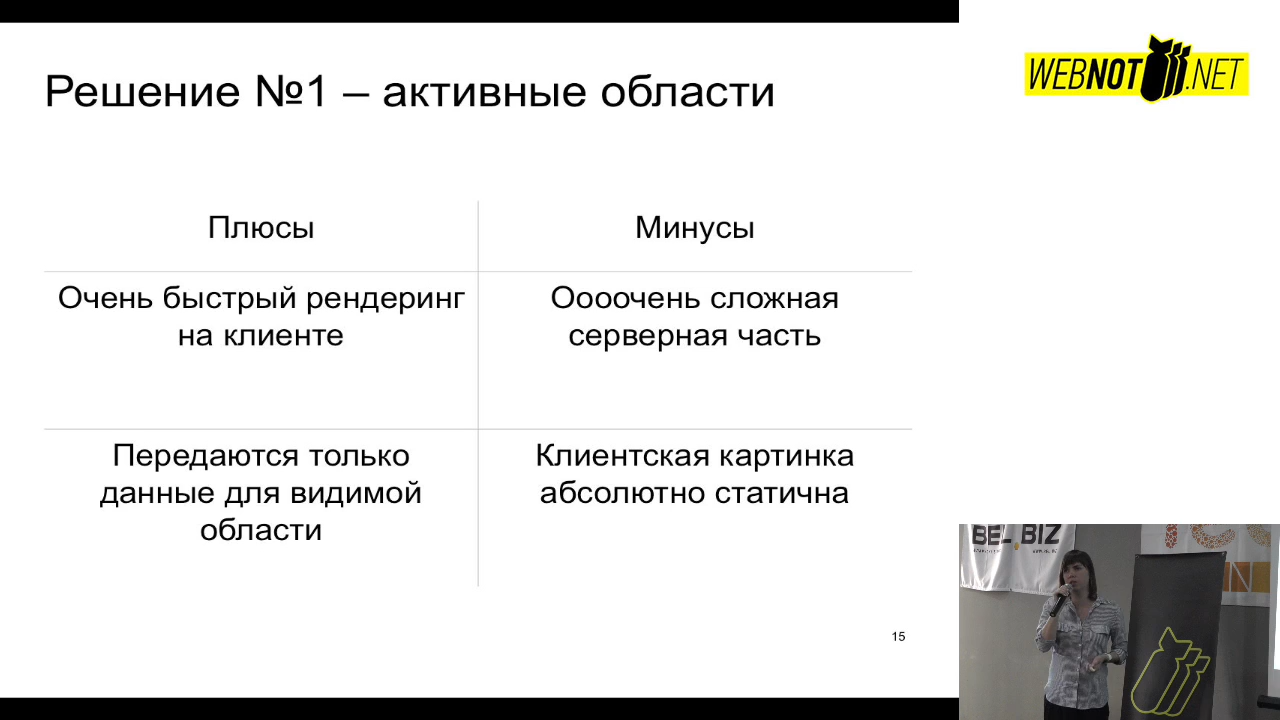 Решение №1 – активные области
WEBNOT.NET
Плюсы
Минусы
Очень быстрый рендеринг
на клиенте
Оооочень сложная
серверная часть
Передаются только
данные для видимой
области
Клиентская картинка
абсолютно статична
15
BEL.BIZ